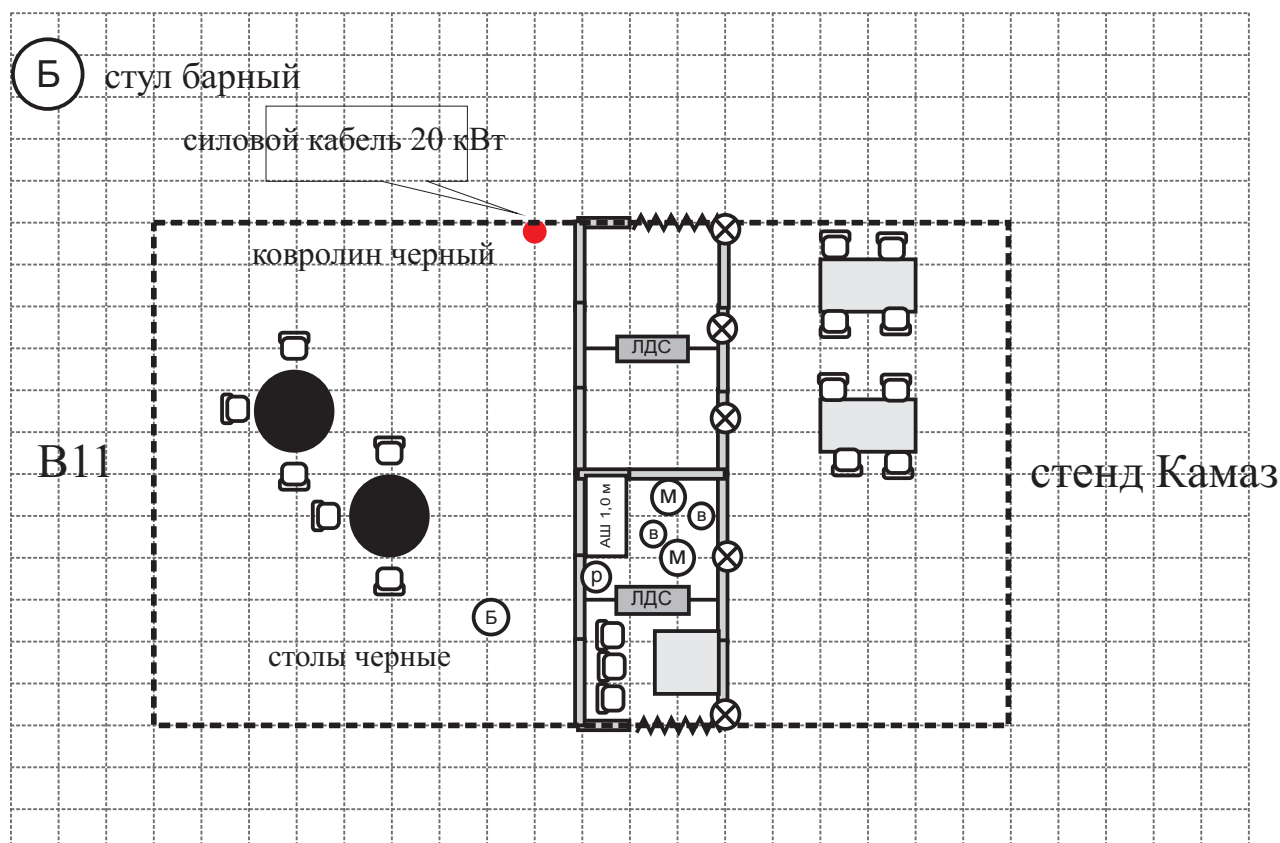 Б стул барный
силовой кабель 20 кВт
ковролин черный
ЛДС
В11
стенд Камаз
АШ 1,0 м
М
в
в
М
р
ЛДС
Б
столы черные